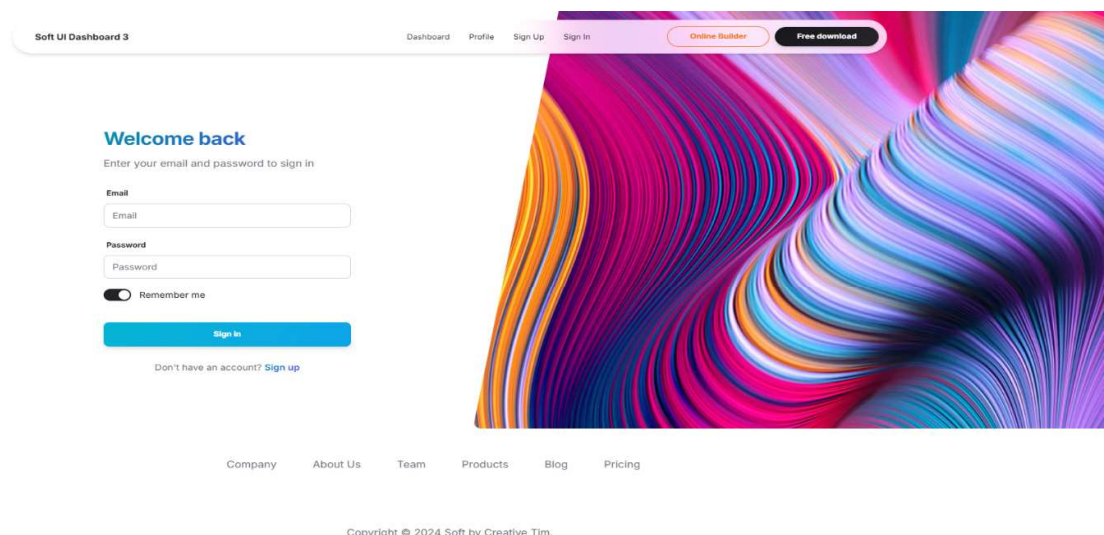 Soft UI Dashboard 3 Dashboard Profile Sign Up Sign In Online Builder Free download
Welcome back
Enter your email and password to sign in
Email
Email
Password
Password
Remember me
Sign in
Don't have an account? Sign up
Company About Us Team Products Blog Pricing
Copyright © 2024 Soft by Creative Tim.